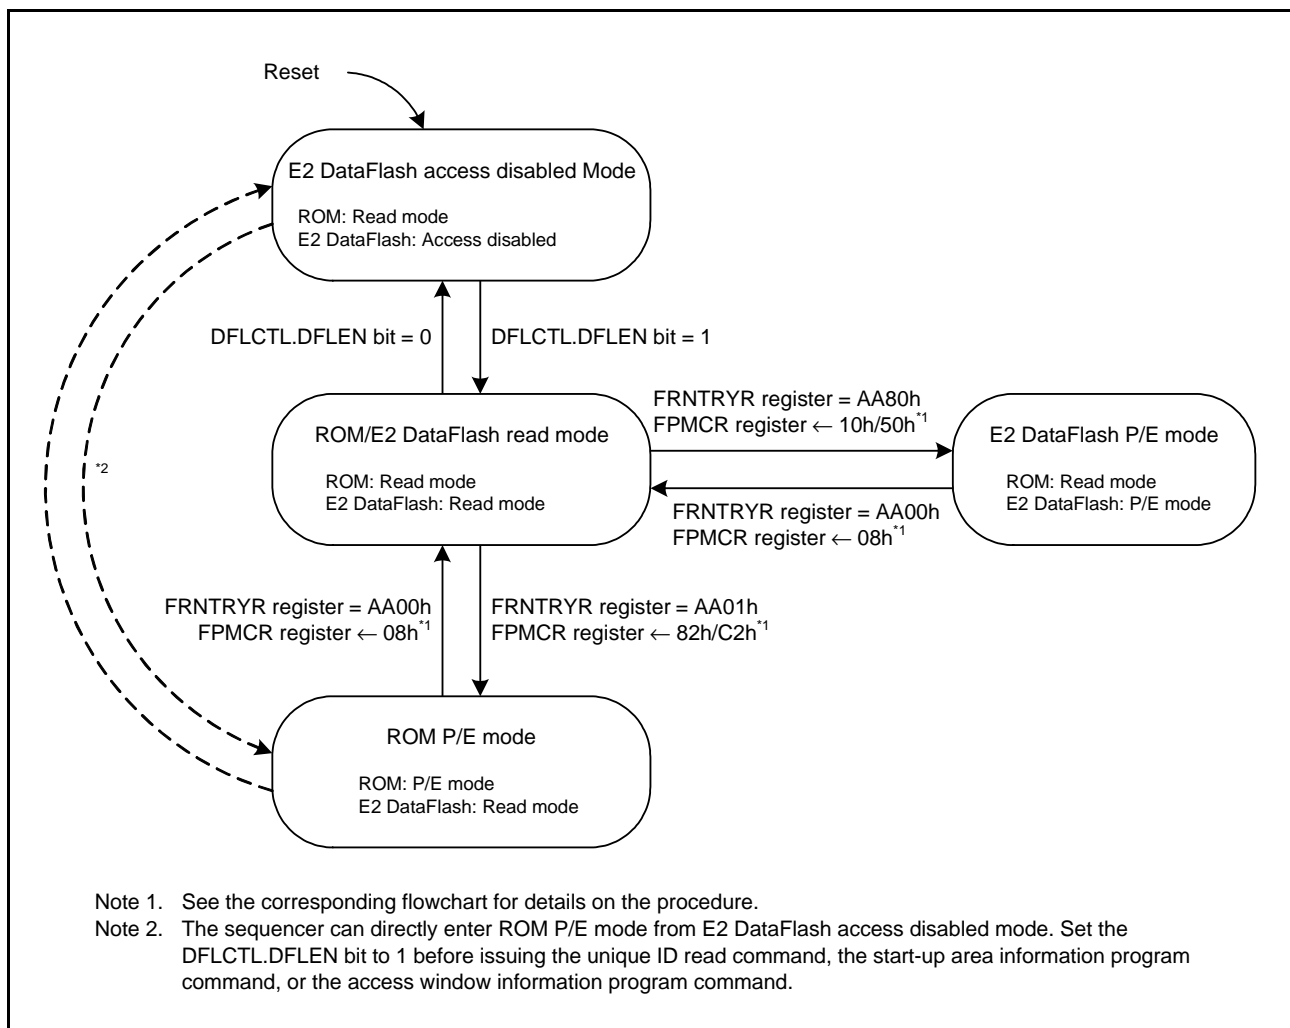 Reset
E2 DataFlash access disabled Mode
ROM: Read mode
E2 DataFlash: Access disabled
DFLCTL.DFLEN bit = 0
DFLCTL.DFLEN bit = 1
FRNTRYR register = AA80h
FPMCR register ← 10h/50h*1
ROM/E2 DataFlash read mode
ROM: Read mode
E2 DataFlash: Read mode
E2 DataFlash P/E mode
ROM: Read mode
E2 DataFlash: P/E mode
*2
FRNTRYR register = AA00h
FPMCR register ← 08h*1
FRNTRYR register = AA00h
FPMCR register ← 08h*1
FRNTRYR register = AA01h
FPMCR register ← 82h/C2h*1
ROM P/E mode
ROM: P/E mode
E2 DataFlash: Read mode
Note 1. See the corresponding flowchart for details on the procedure.
Note 2. The sequencer can directly enter ROM P/E mode from E2 DataFlash access disabled mode. Set the
DFLCTL.DFLEN bit to 1 before issuing the unique ID read command, the start-up area information program
command, or the access window information program command.